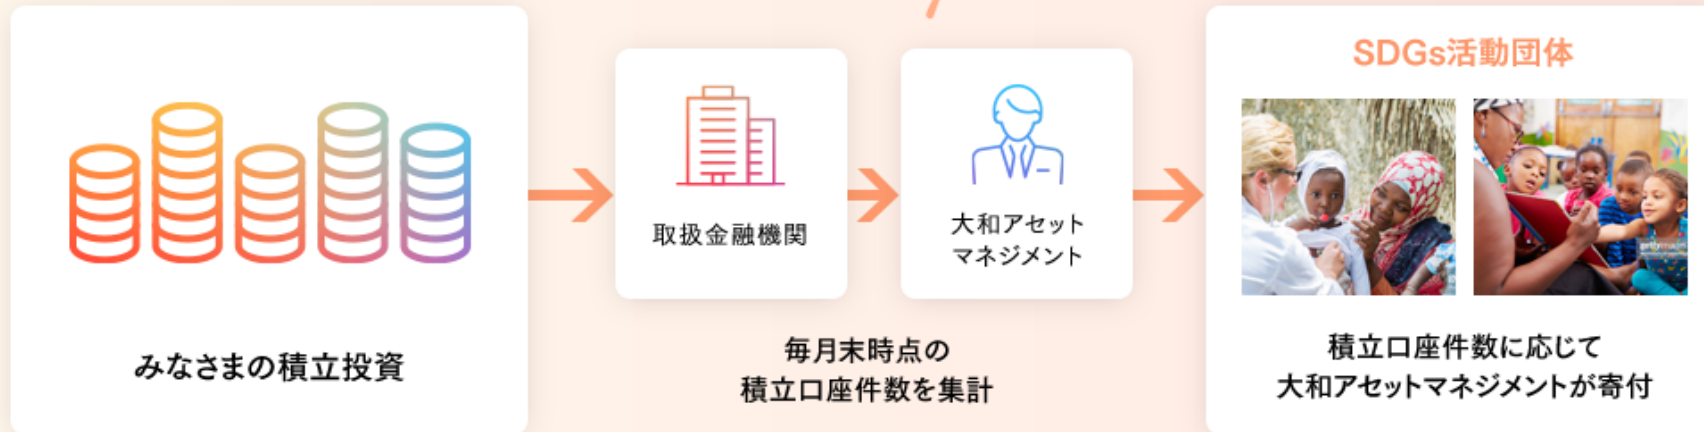 みなさまの積立投資
取扱金融機関
大和アセット
マネジメント
毎月末時点の
積立口座件数を集計
SDGs活動団体
積立口座件数に応じて
大和アセットマネジメントが寄付